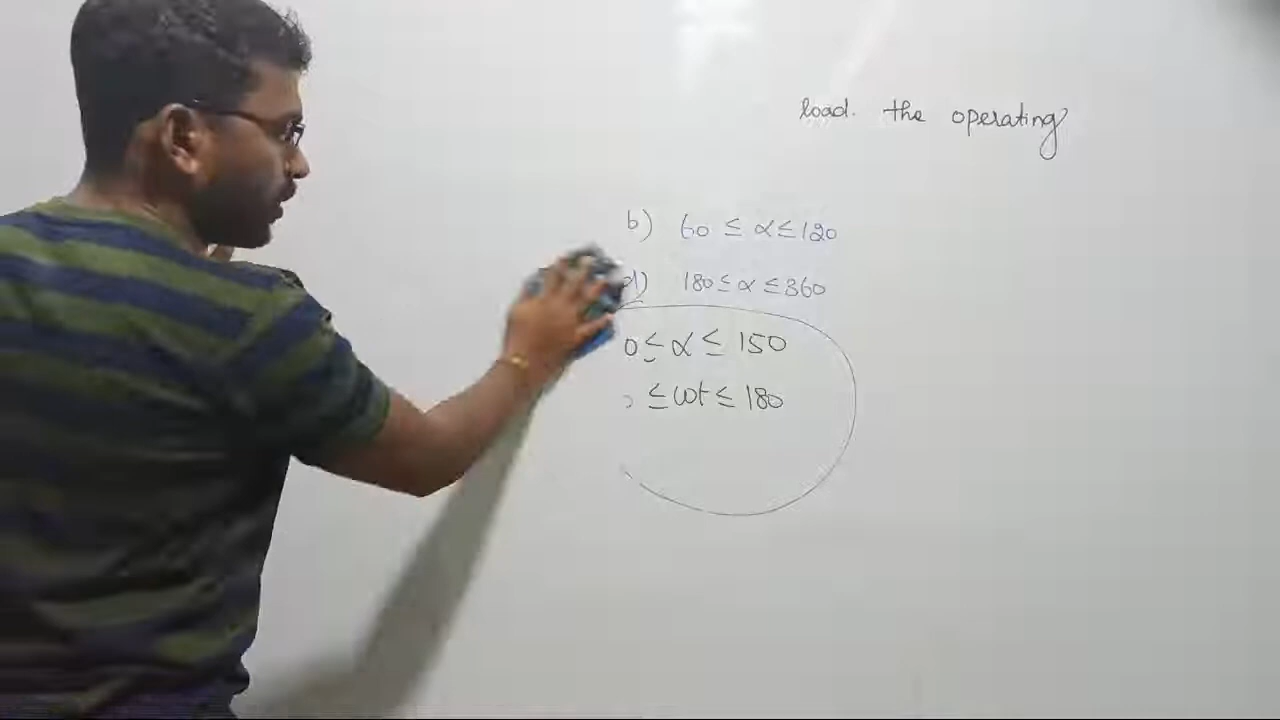 load. the operating
b) 60 ≤ α ≤ 120
d) 180 ≤ α ≤ 360
0 ≤ α ≤ 150
≤ ωt ≤ 180